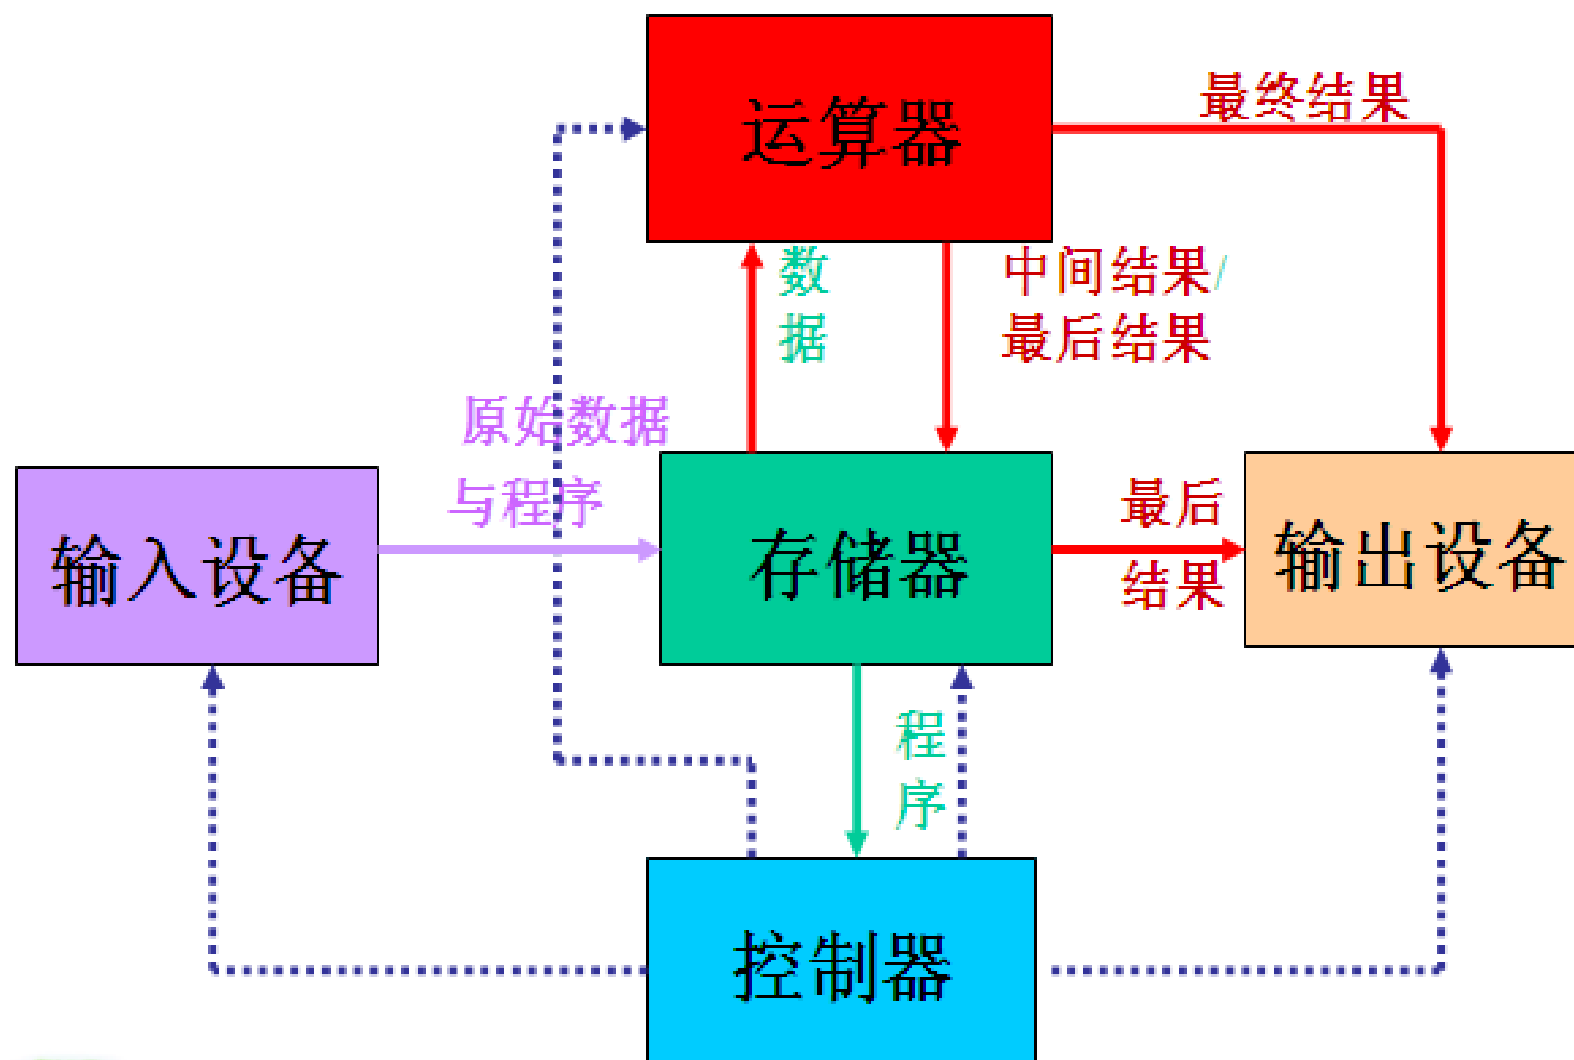 运算器
最终结果
数
据
中间结果/
最后结果
原始数据
与程序
输入设备
存储器
最后
结果
输出设备
程
序
控制器